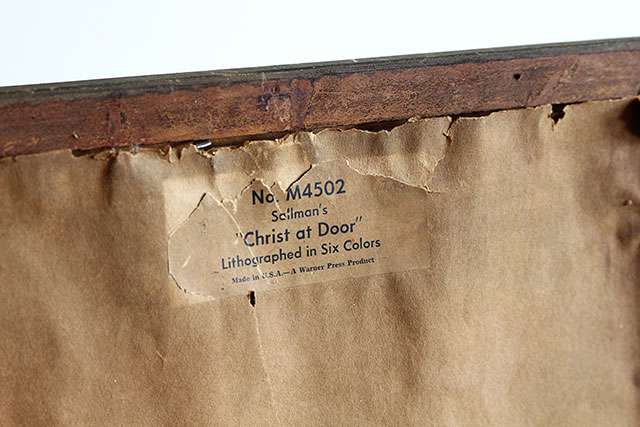 No. M4502
Sallman's
"Christ at Door"
Lithographed in Six Colors
Made in U.S.A.—A Warner Press Product